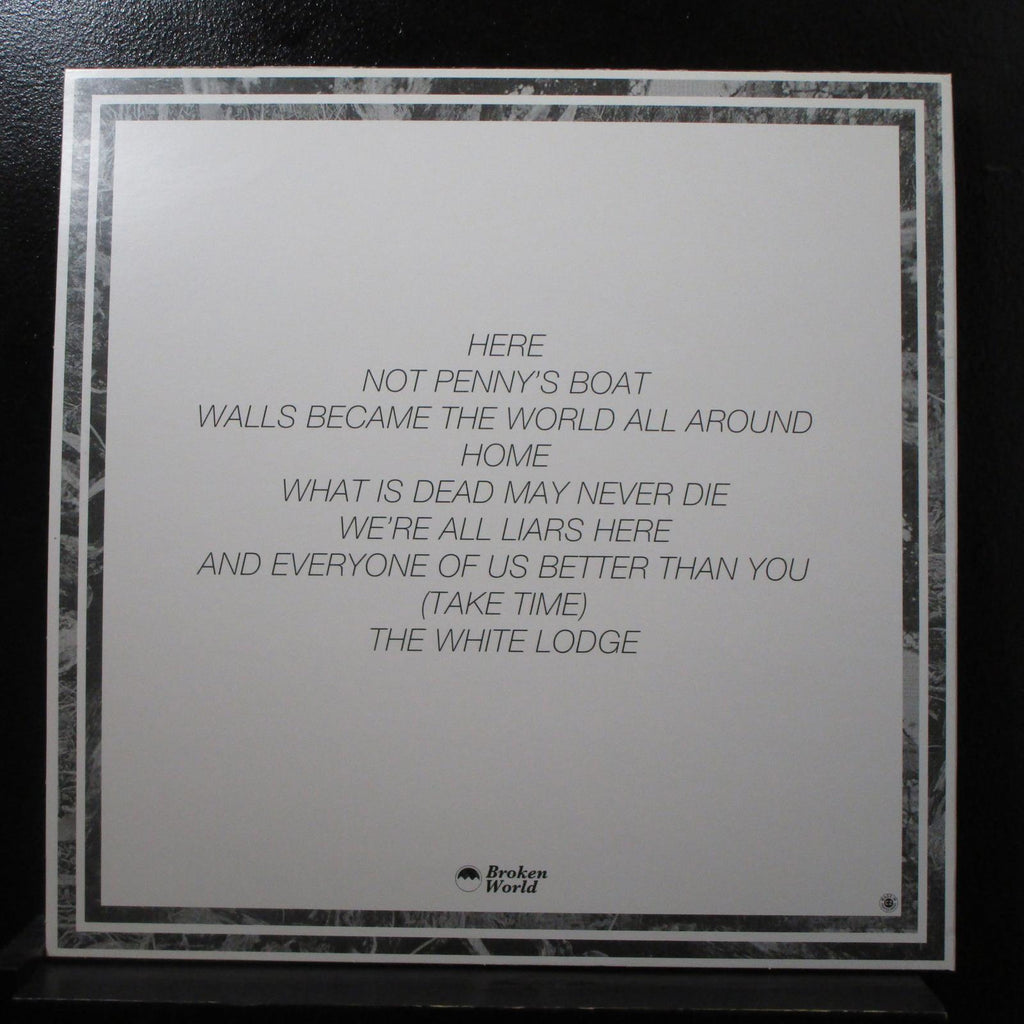 HERE
NOT PENNY'S BOAT
WALLS BECAME THE WORLD ALL AROUND
HOME
WHAT IS DEAD MAY NEVER DIE
WE'RE ALL LIARS HERE
AND EVERYONE OF US BETTER THAN YOU
(TAKE TIME)
THE WHITE LODGE
Broken
World